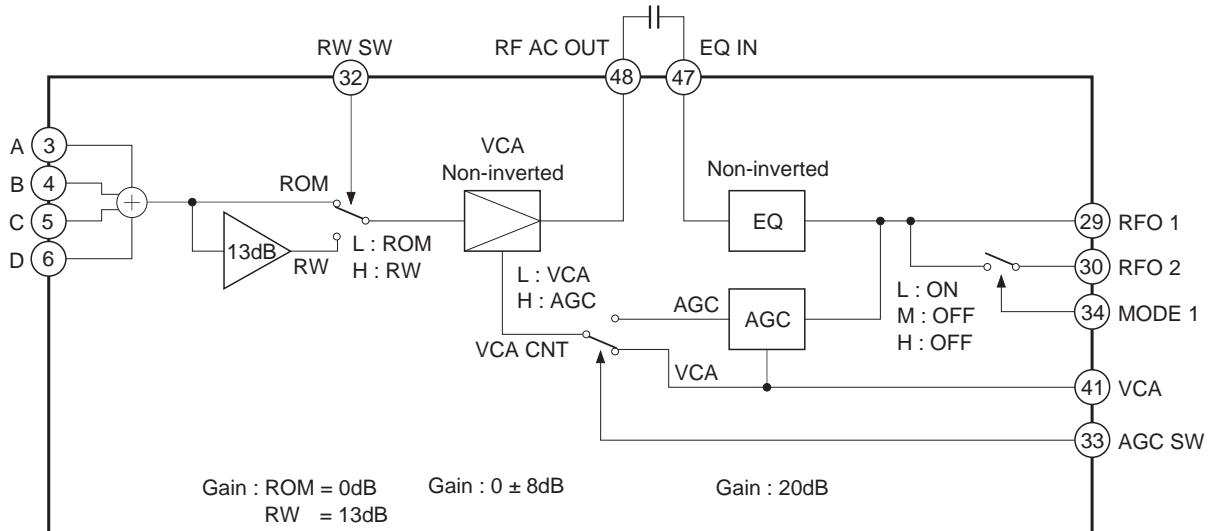 RW SW
RF AC OUT
EQ IN
32
48
47
A
3
B
4
C
5
D
6
ROM
13dB
RW
L : ROM
H : RW
VCA
Non-inverted
Non-inverted
EQ
L : VCA
H : AGC
AGC
AGC
VCA CNT
VCA
L : ON
M : OFF
H : OFF
29
RFO 1
30
RFO 2
34
MODE 1
41
VCA
33
AGC SW
Gain : ROM = 0dB
RW = 13dB
Gain : 0 ± 8dB
Gain : 20dB